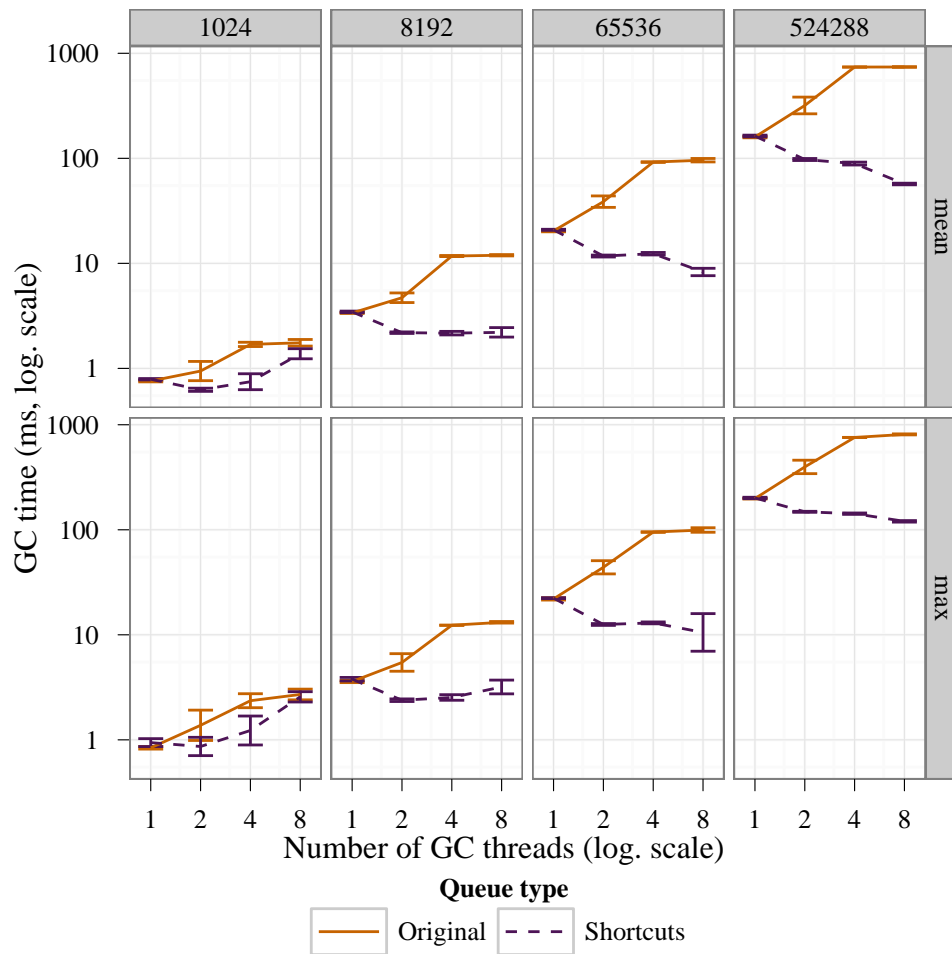 1024 8192 65536 524288
1000
100
10
1
mean
1000
100
10
1
max
GC time (ms, log. scale)
1 2 4 8 1 2 4 8 1 2 4 8 1 2 4 8
Number of GC threads (log. scale)
Queue type
Original Shortcuts